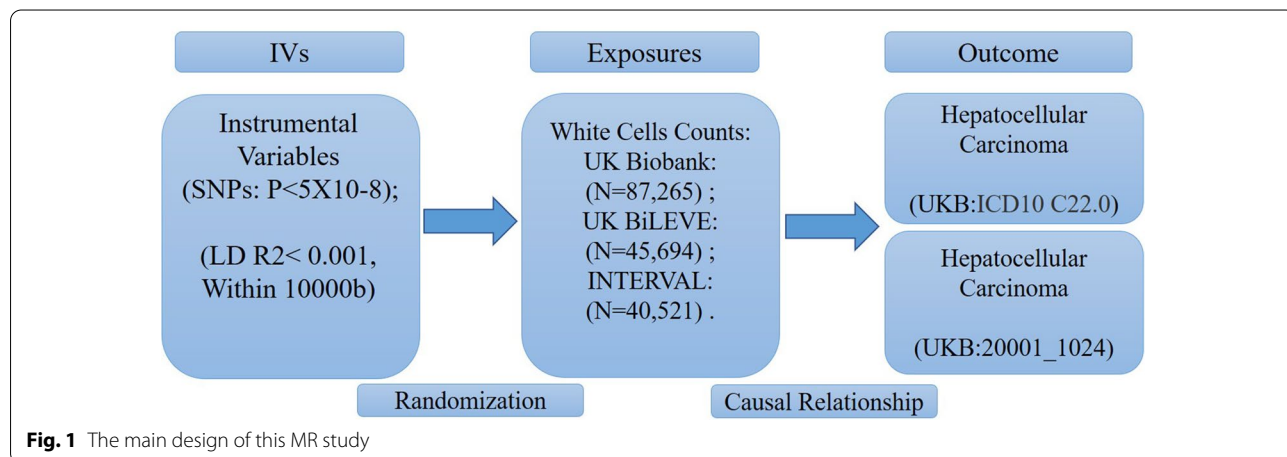 IVs
Instrumental
Variables
(SNPs: P<5X10-8);
(LD R2< 0.001,
Within 10000b)
Randomization
Exposures
White Cells Counts:
UK Biobank:
(N=87,265) ;
UK BiLEVE:
(N=45,694) ;
INTERVAL:
(N=40,521) .
Causal Relationship
Outcome
Hepatocellular
Carcinoma
(UKB:ICD10 C22.0)
Hepatocellular
Carcinoma
(UKB:20001_1024)
Fig. 1 The main design of this MR study